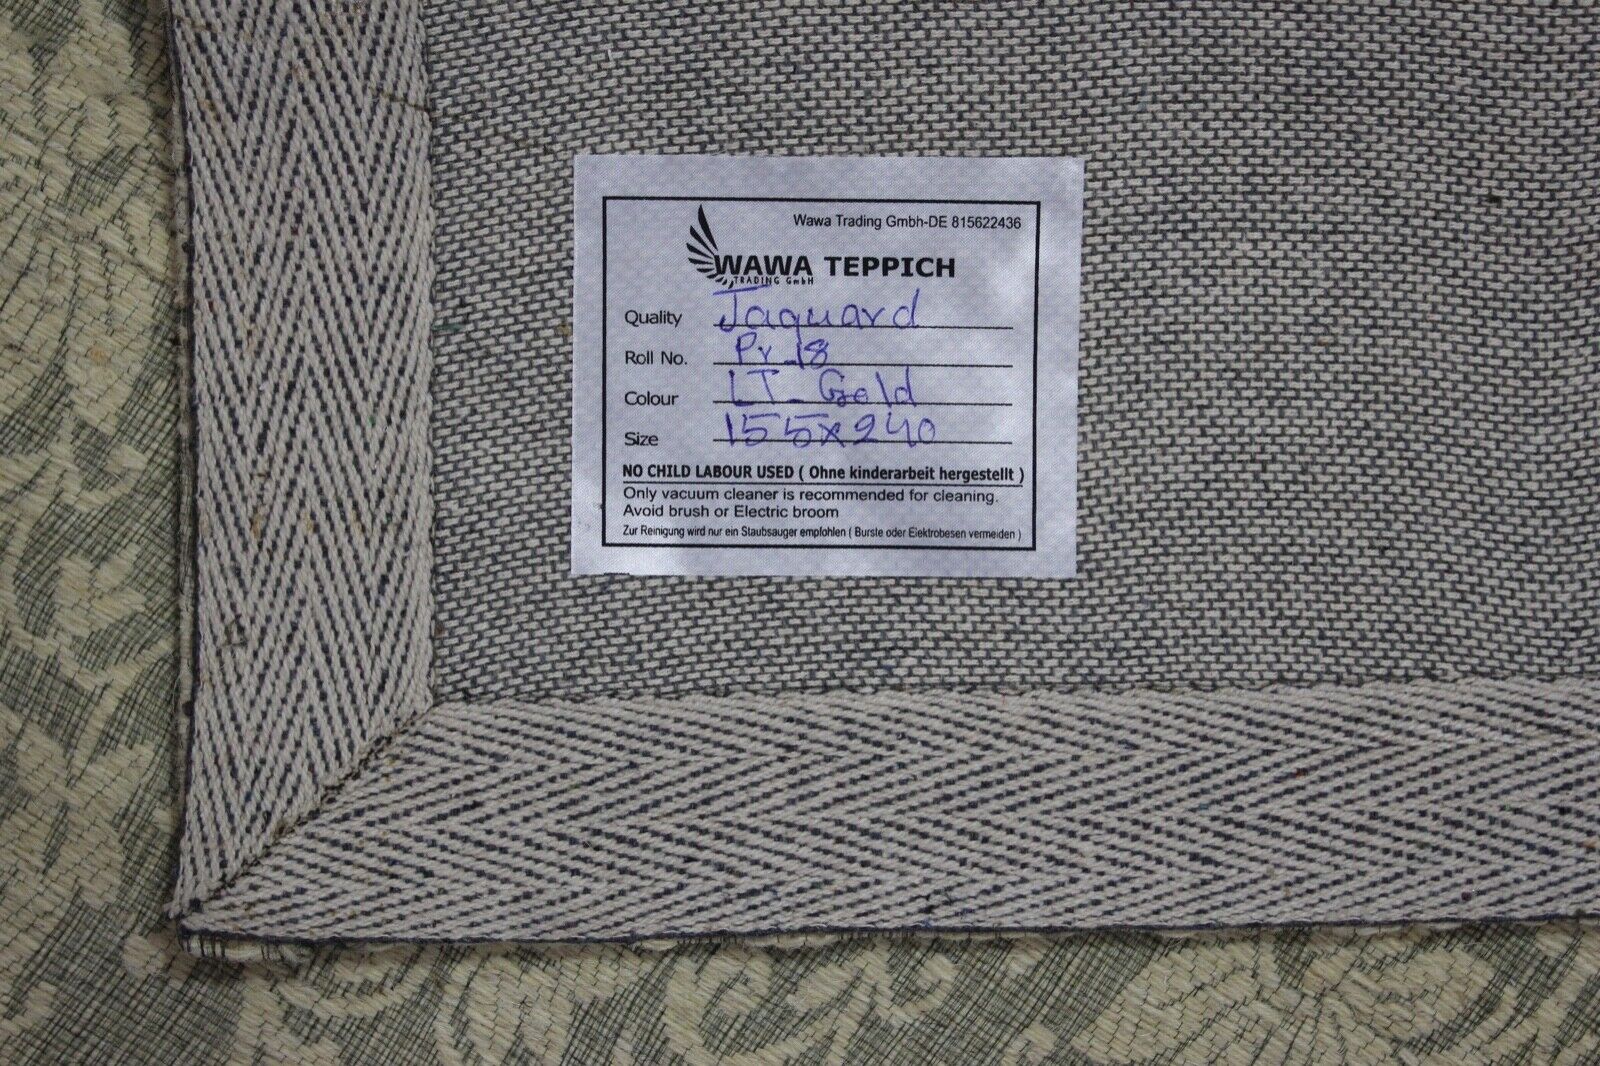 Wawa Trading Gmbh-DE 815622436
WAWA TEPPICH
TRADING GmbH
Quality Jaquard
Roll No. Pr-18
Colour LT-Gold
Size 155x240
NO CHILD LABOUR USED ( Ohne kinderarbeit hergestellt )
Only vacuum cleaner is recommended for cleaning.
Avoid brush or Electric broom
Zur Reinigung wird nur ein Staubsauger empfohlen ( Burste oder Elektrobesen vermeiden )